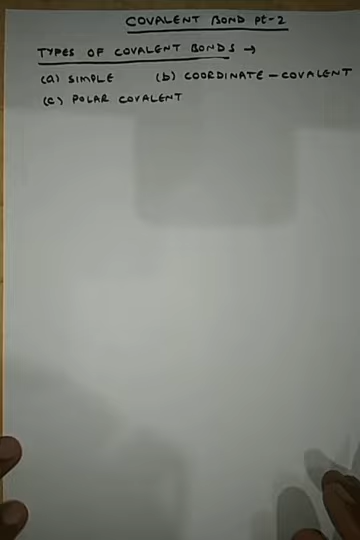 COVALENT BOND Pt-2
TYPES OF COVALENT BONDS →
(a) SIMPLE (b) COORDINATE - COVALENT
(c) POLAR COVALENT